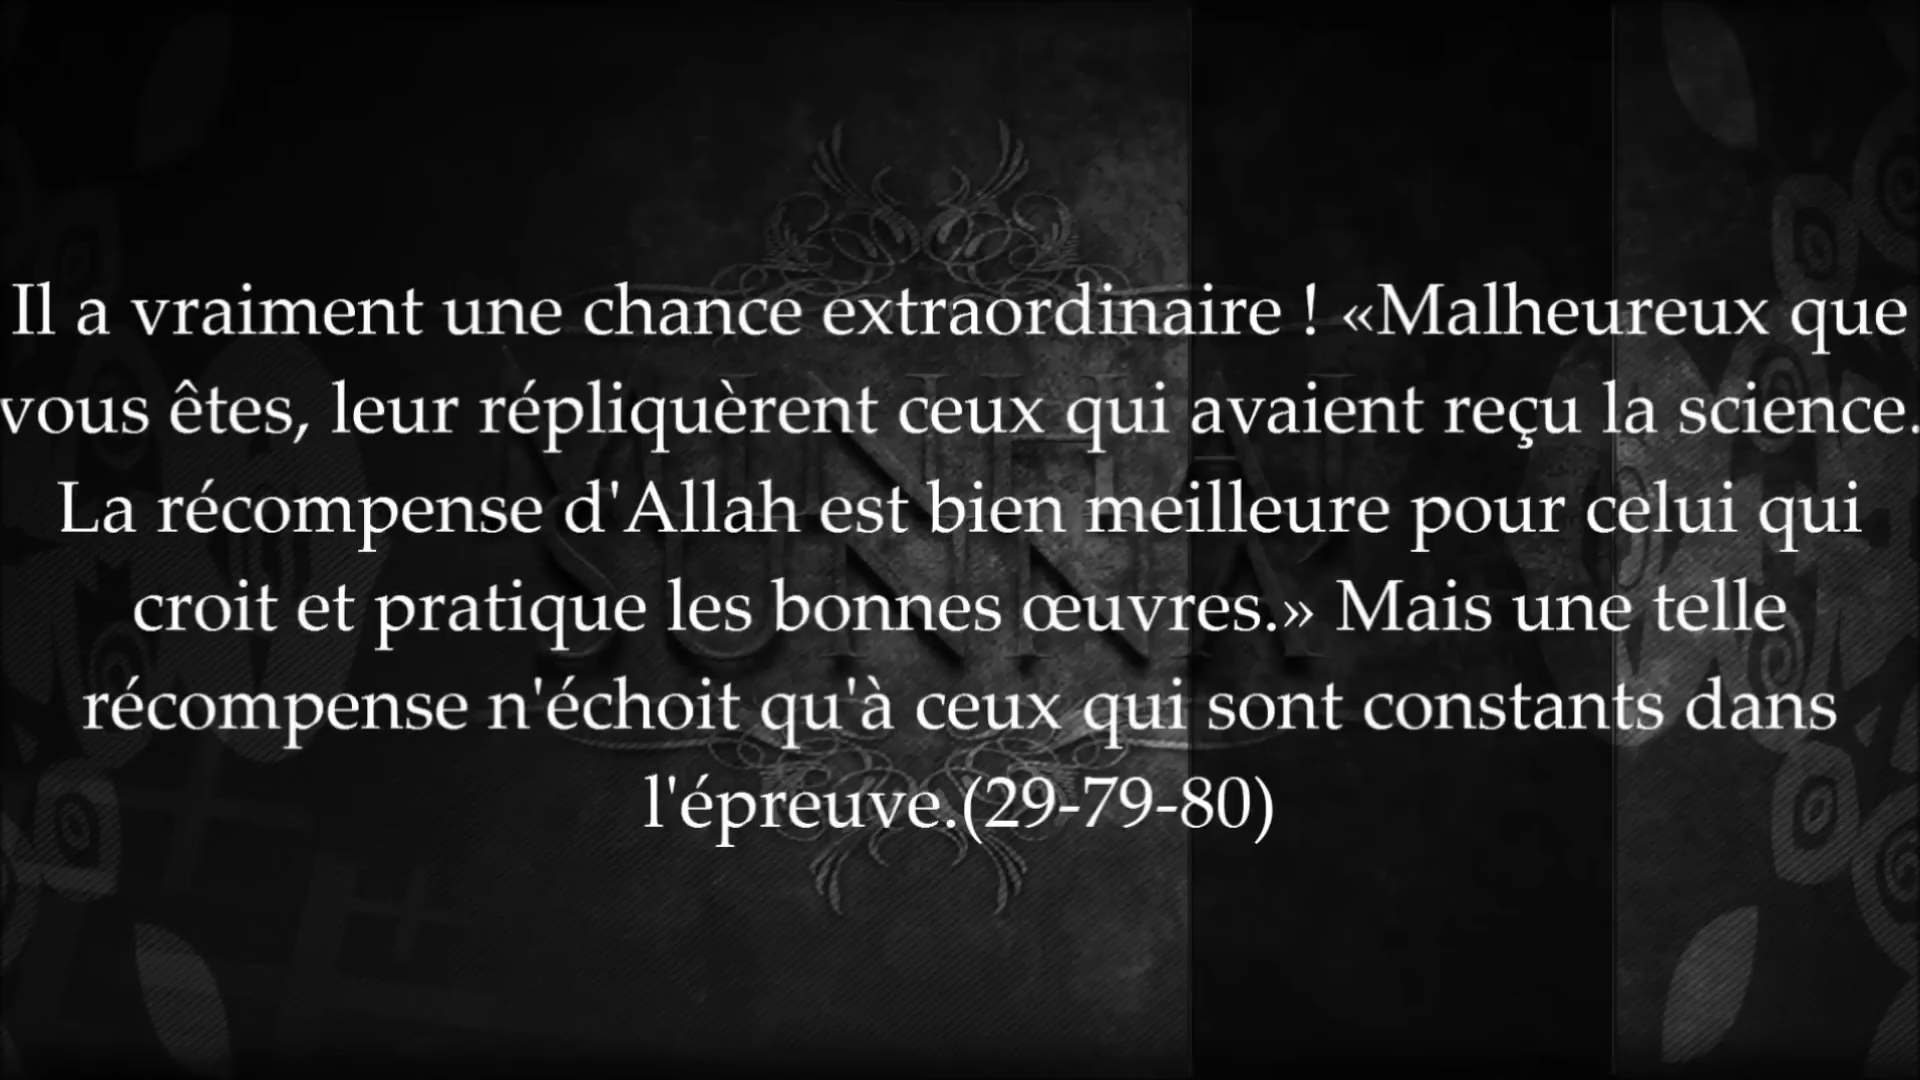 Il a vraiment une chance extraordinaire ! «Malheureux que
vous êtes, leur répliquèrent ceux qui avaient reçu la science.
La récompense d'Allah est bien meilleure pour celui qui
croit et pratique les bonnes œuvres.» Mais une telle
récompense n'échoit qu'à ceux qui sont constants dans
l'épreuve.(29-79-80)
SUNNA